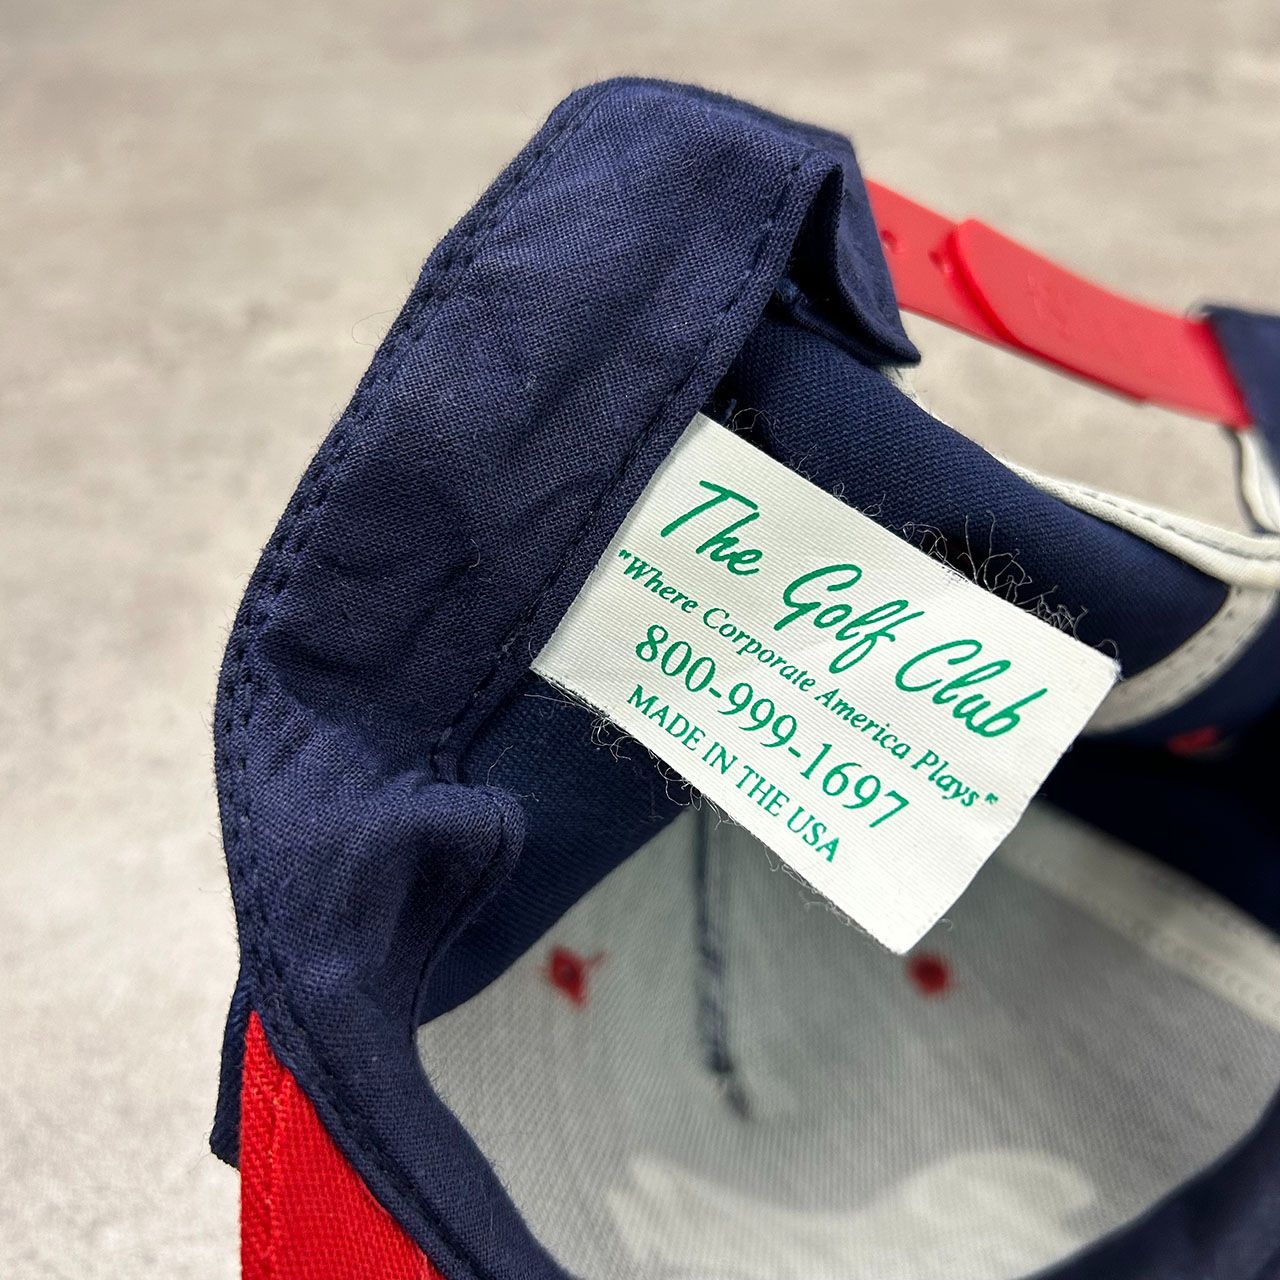 The Golf Club
"Where Corporate America Plays"
800-999-1697
MADE IN THE USA